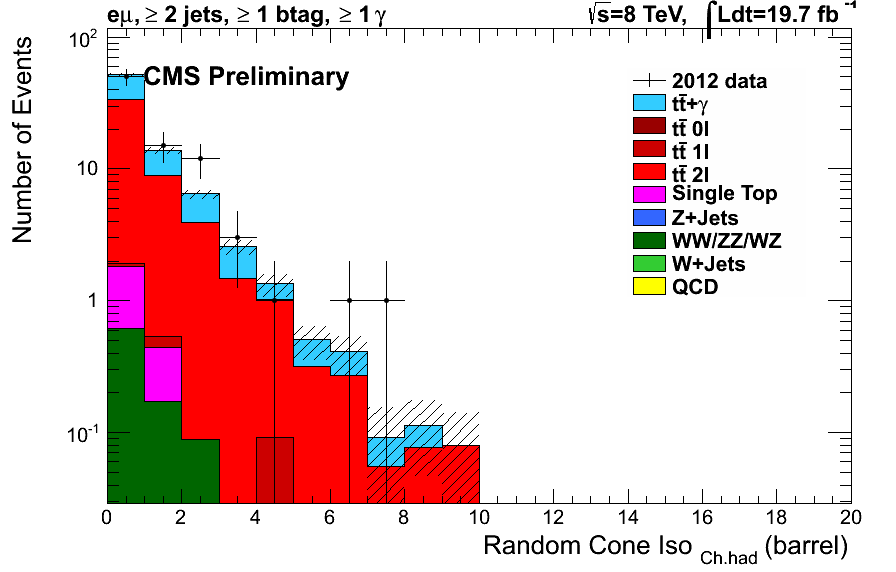 eμ, ≥ 2 jets, ≥ 1 btag, ≥ 1 γ
√s=8 TeV, ∫Ldt=19.7 fb⁻¹
CMS Preliminary
Number of Events
10²
10
1
10⁻¹
2012 data
tt̄+γ
tt̄ 0l
tt̄ 1l
tt̄ 2l
Single Top
Z+Jets
WW/ZZ/WZ
W+Jets
QCD
0 2 4 6 8 10 12 14 16 18 20
Random Cone Iso Ch.had (barrel)